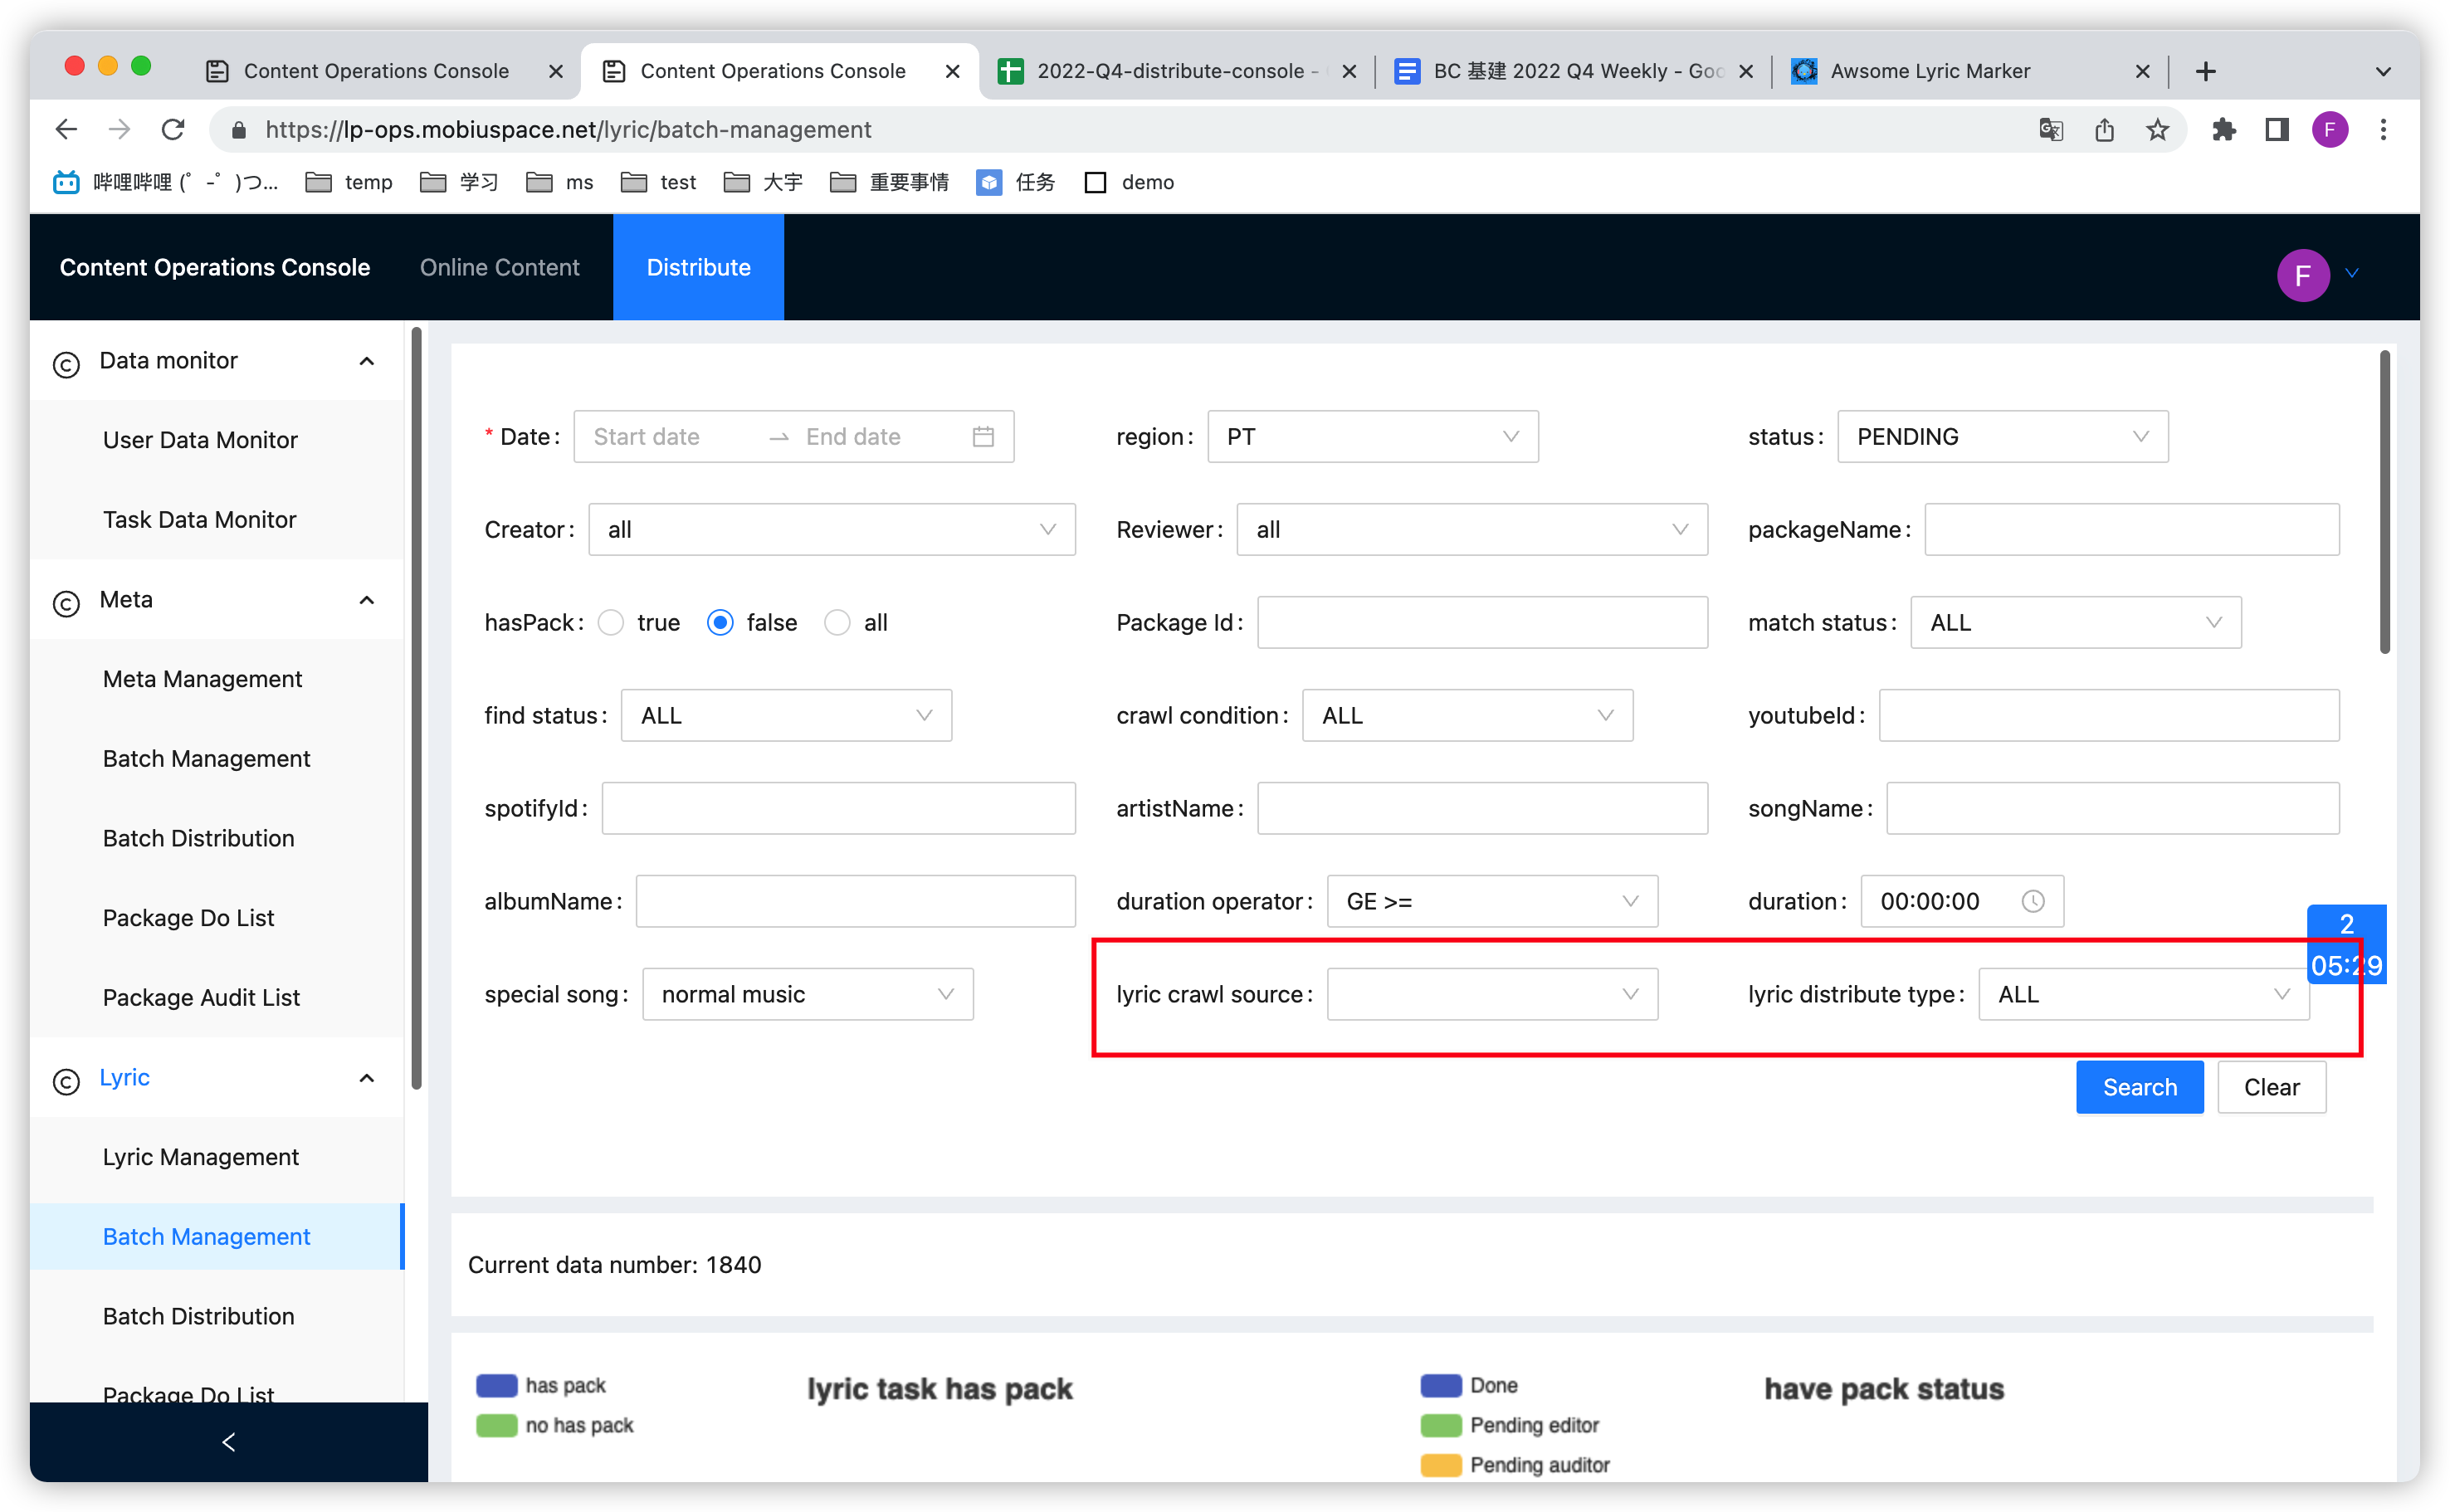 Content Operations Console
Content Operations Console
2022-Q4-distribute-console -
BC 基建 2022 Q4 Weekly - Goo
Awsome Lyric Marker
https://lp-ops.mobiuspace.net/lyric/batch-management
F
哔哩哔哩 (゜-゜)つ...
temp
学习
ms
test
大宇
重要事情
任务
demo
Content Operations Console
Online Content
Distribute
F
Data monitor
User Data Monitor
Task Data Monitor
Meta
Meta Management
Batch Management
Batch Distribution
Package Do List
Package Audit List
Lyric
Lyric Management
Batch Management
Batch Distribution
Package Do List
* Date: Start date End date
region: PT
status: PENDING
Creator: all
Reviewer: all
packageName:
hasPack: true false all
Package Id:
match status: ALL
find status: ALL
crawl condition: ALL
youtubeId:
spotifyId:
artistName:
songName:
albumName:
duration operator: GE >=
duration: 00:00:00
2
05:29
special song: normal music
lyric crawl source:
lyric distribute type: ALL
Search
Clear
Current data number: 1840
has pack
no has pack
lyric task has pack
Done
Pending editor
Pending auditor
have pack status